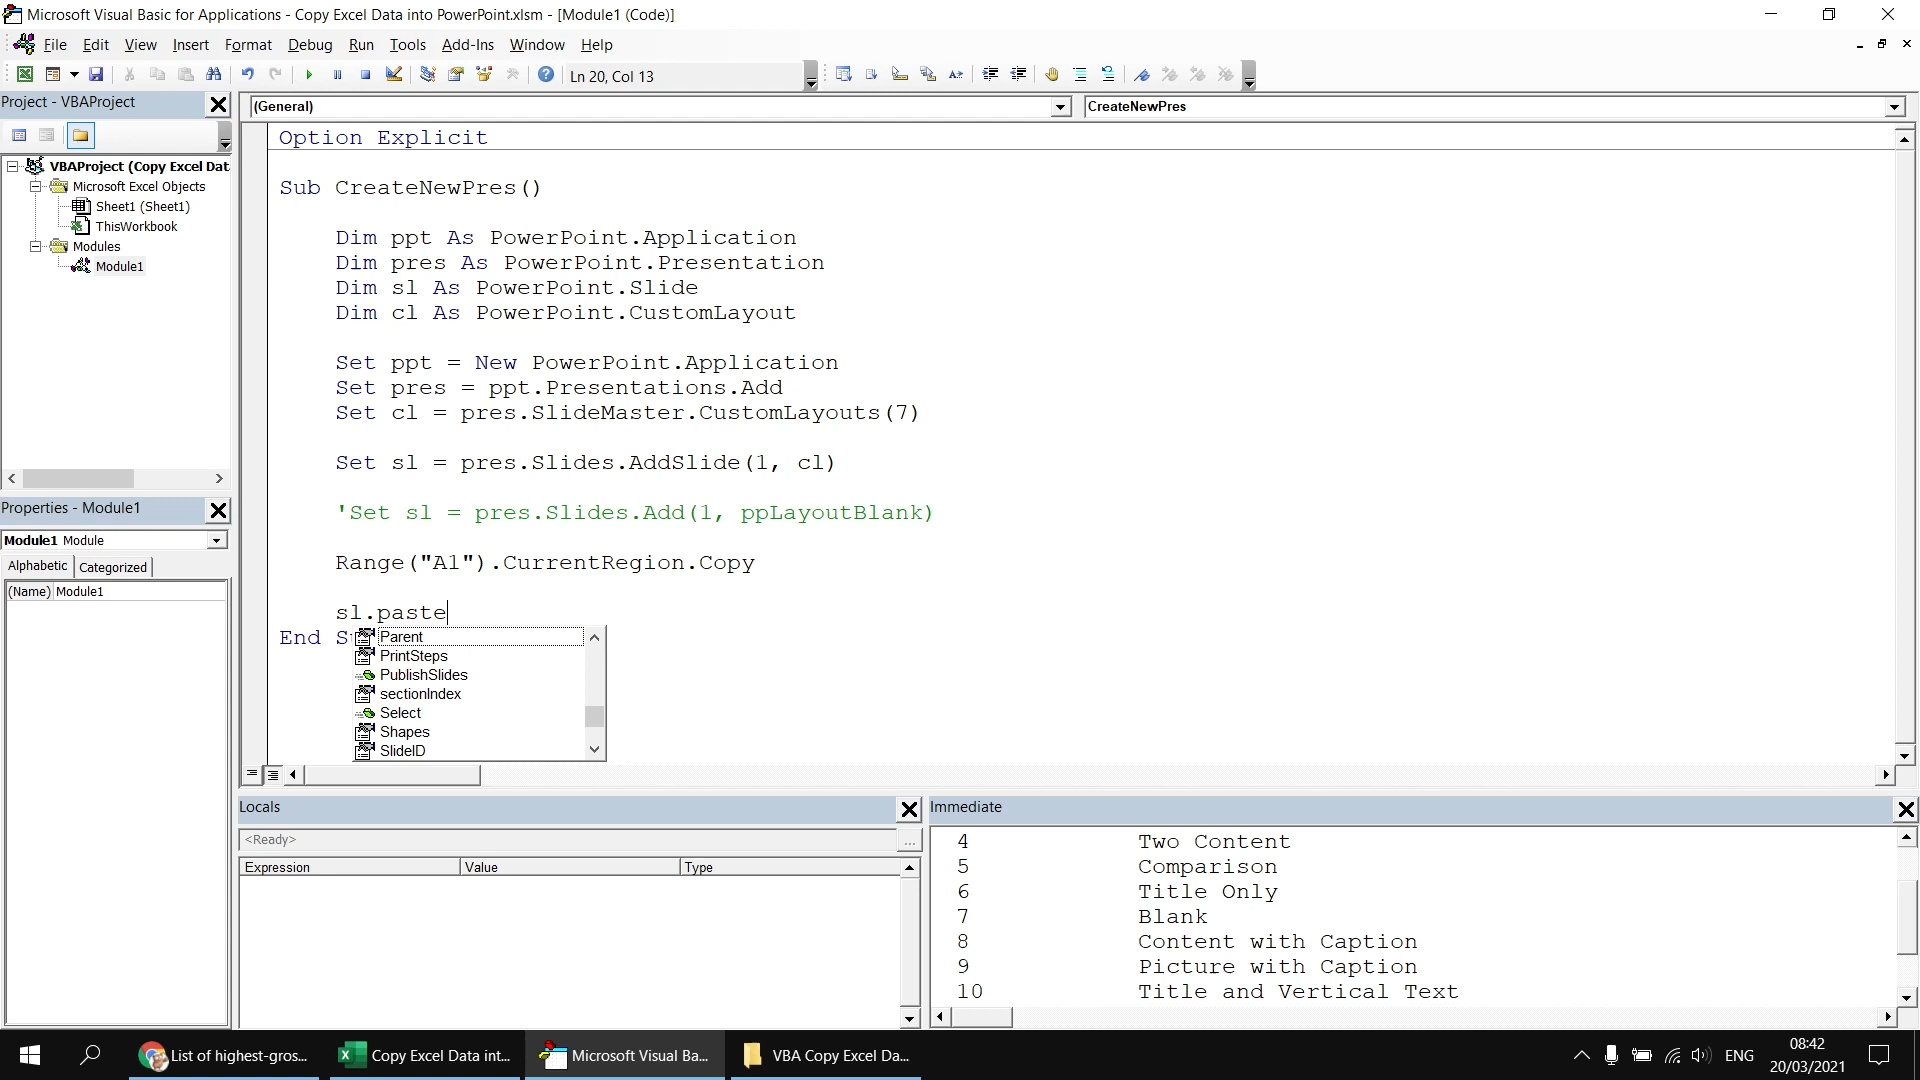 Microsoft Visual Basic for Applications - Copy Excel Data into PowerPoint.xlsm - [Module1 (Code)]
File Edit View Insert Format Debug Run Tools Add-Ins Window Help
Ln 20, Col 13
Project - VBAProject
(General)
CreateNewPres
VBAProject (Copy Excel Dat
Microsoft Excel Objects
Sheet1 (Sheet1)
ThisWorkbook
Modules
Module1
Properties - Module1
Module1 Module
Alphabetic Categorized
(Name) Module1
Option Explicit
Sub CreateNewPres()
Dim ppt As PowerPoint.Application
Dim pres As PowerPoint.Presentation
Dim sl As PowerPoint.Slide
Dim cl As PowerPoint.CustomLayout
Set ppt = New PowerPoint.Application
Set pres = ppt.Presentations.Add
Set cl = pres.SlideMaster.CustomLayouts(7)
Set sl = pres.Slides.AddSlide(1, cl)
'Set sl = pres.Slides.Add(1, ppLayoutBlank)
Range("A1").CurrentRegion.Copy
sl.paste
End S
Parent
PrintSteps
PublishSlides
sectionIndex
Select
Shapes
SlideID
Locals
<Ready>
...
Expression Value Type
Immediate
4 Two Content
5 Comparison
6 Title Only
7 Blank
8 Content with Caption
9 Picture with Caption
10 Title and Vertical Text
List of highest-gros...
Copy Excel Data int...
Microsoft Visual Ba...
VBA Copy Excel Da...
ENG
08:42
20/03/2021